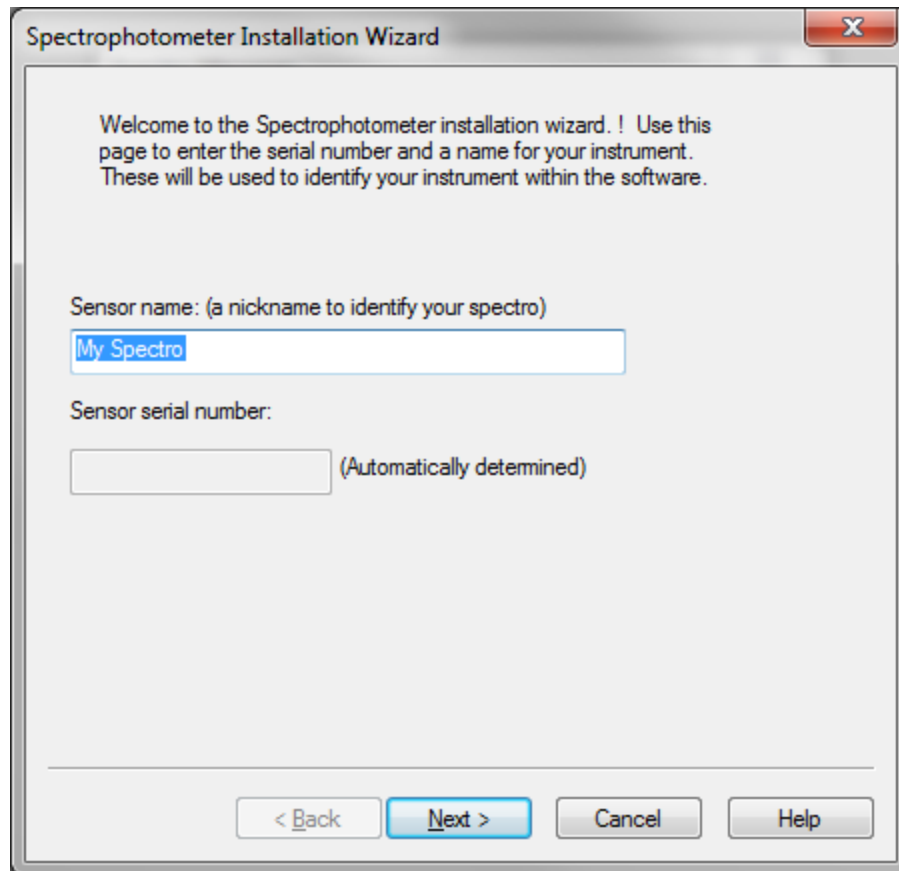 Spectrophotometer Installation Wizard
Welcome to the Spectrophotometer installation wizard. !  Use this
page to enter the serial number and a name for your instrument.
These will be used to identify your instrument within the software.
Sensor name: (a nickname to identify your spectro)
My Spectro
Sensor serial number:
(Automatically determined)
< Back
Next >
Cancel
Help